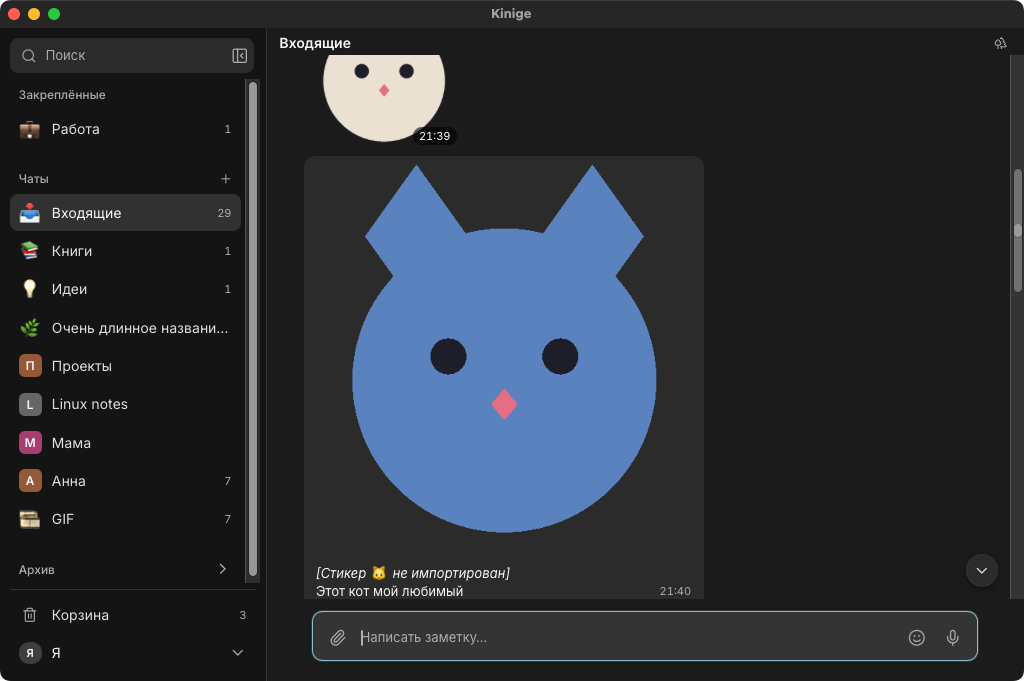 Kinige
Поиск
Закреплённые
Работа 1
Чаты
Входящие 29
Книги 1
Идеи 1
Очень длинное названи...
П Проекты
L Linux notes
М Мама
А Анна 7
GIF 7
Архив
Корзина 3
Я Я
Входящие
21:39
[Стикер 🐱 не импортирован]
Этот кот мой любимый 21:40
Написать заметку...